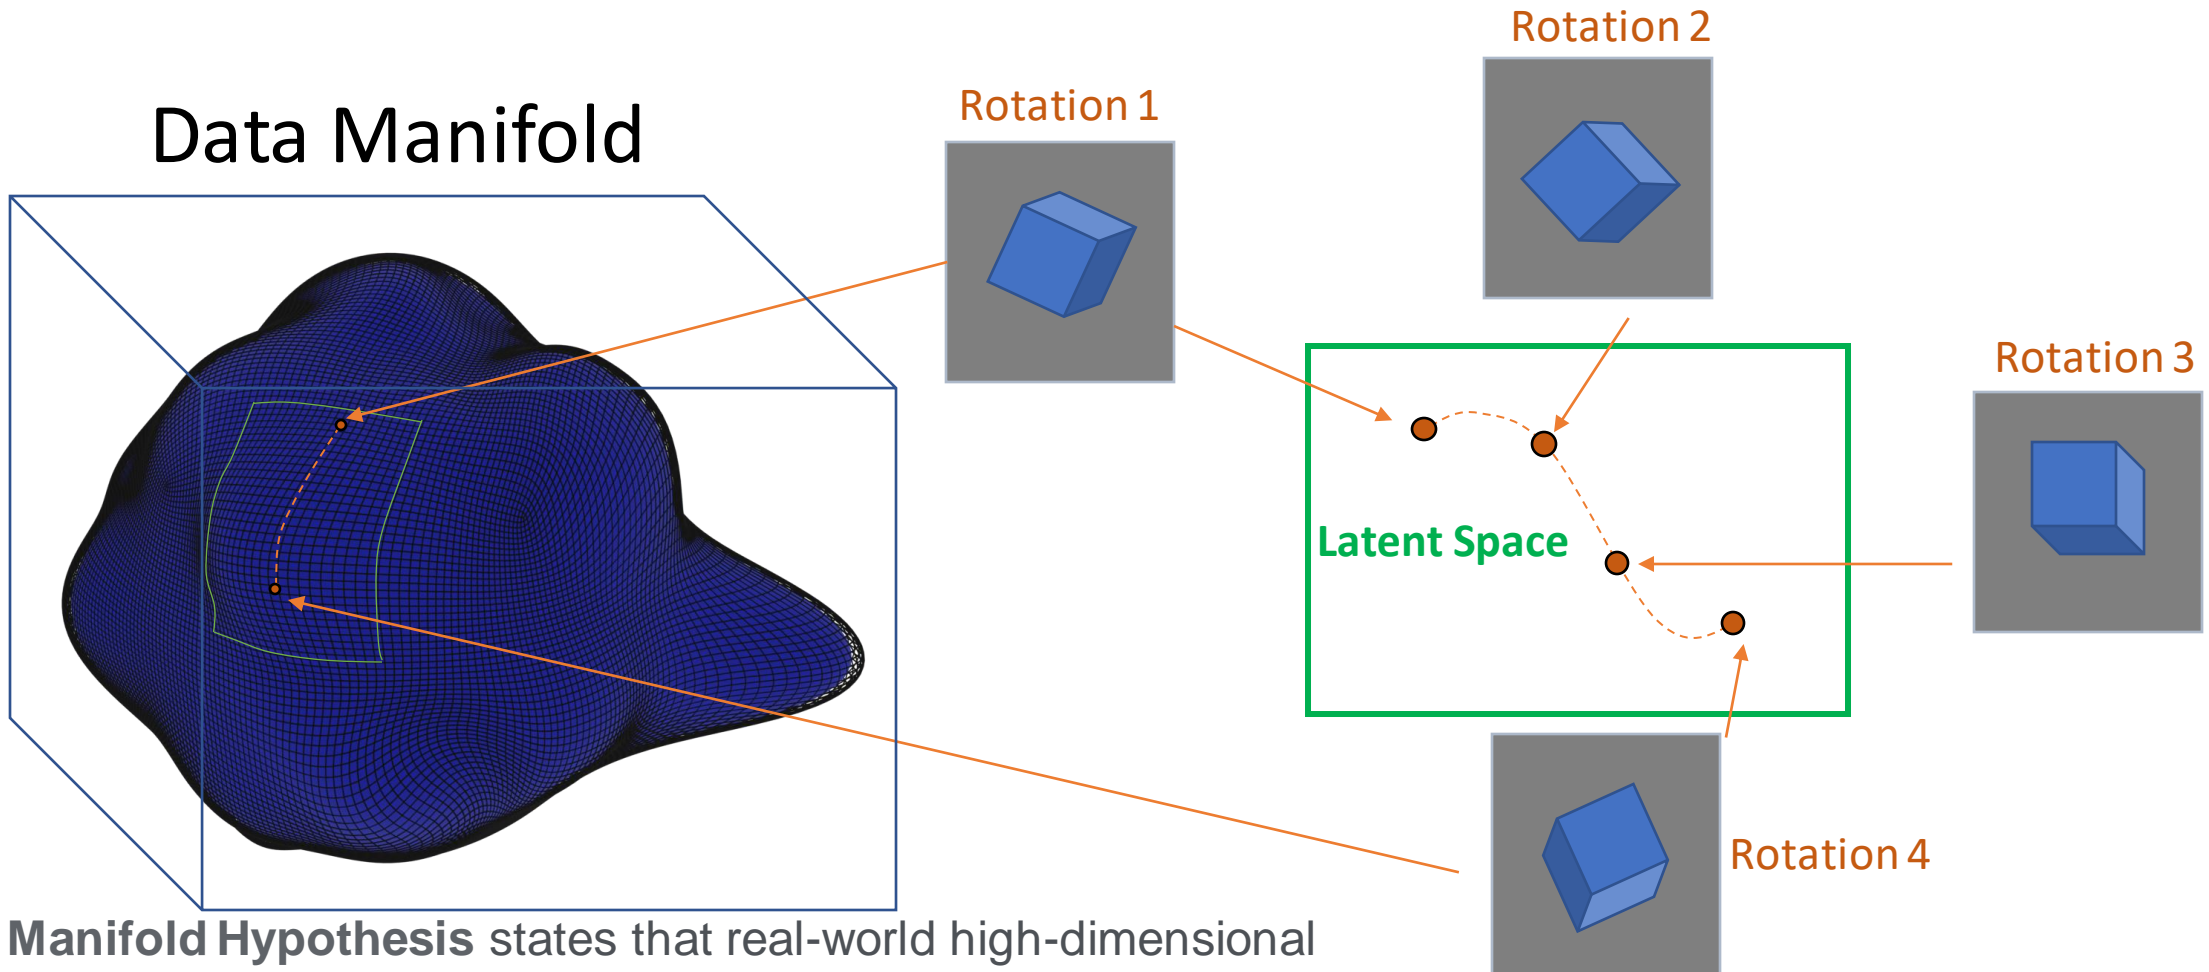 Rotation 2
Rotation 1
Data Manifold
Rotation 3
Latent Space
Rotation 4
Manifold Hypothesis states that real-world high-dimensional